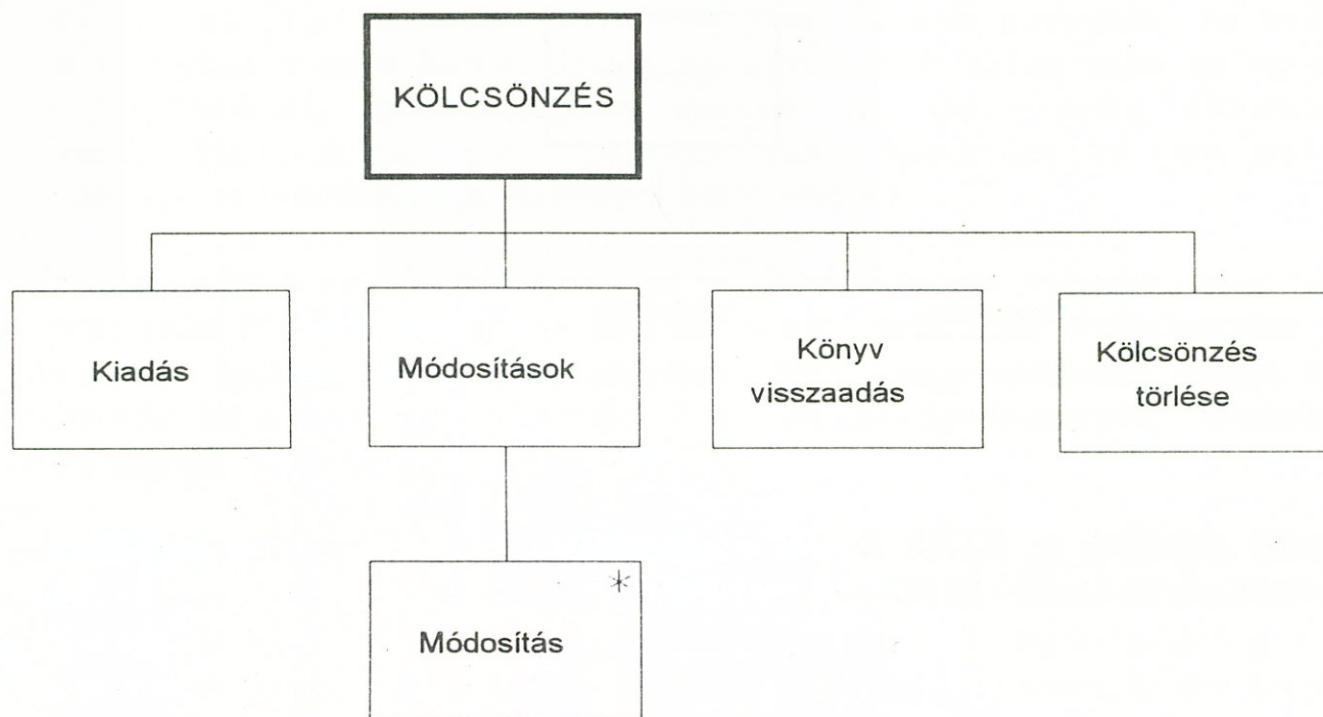 KÖLCSÖNZÉS
Kiadás
Módosítások
Könyv
visszaadás
Kölcsönzés
törlése
*
Módosítás